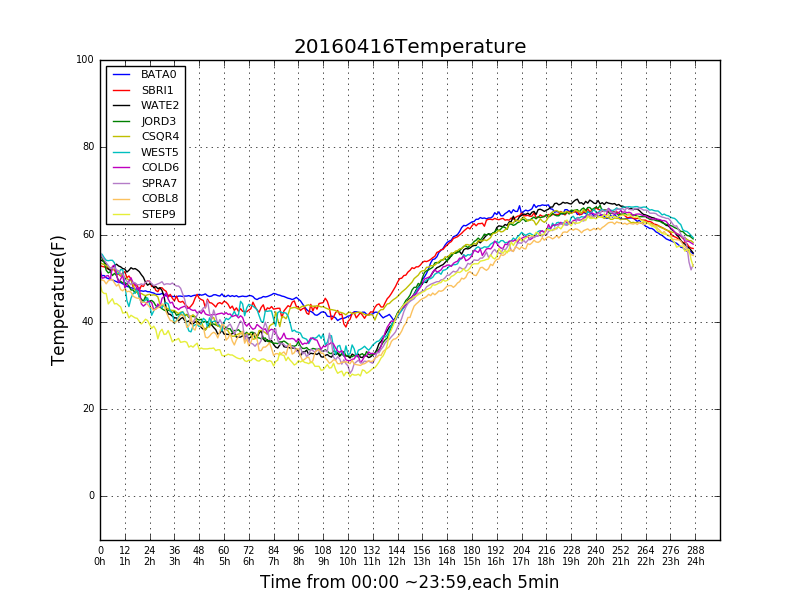 20160416Temperature
100
80
60
40
20
0
Temperature(F)
BATA0
SBRI1
WATE2
JORD3
CSQR4
WEST5
COLD6
SPRA7
COBL8
STEP9
0 12 24 36 48 60 72 84 96 108 120 132 144 156 168 180 192 204 216 228 240 252 264 276 288
0h 1h 2h 3h 4h 5h 6h 7h 8h 9h 10h 11h 12h 13h 14h 15h 16h 17h 18h 19h 20h 21h 22h 23h 24h
Time from 00:00 ~23:59,each 5min